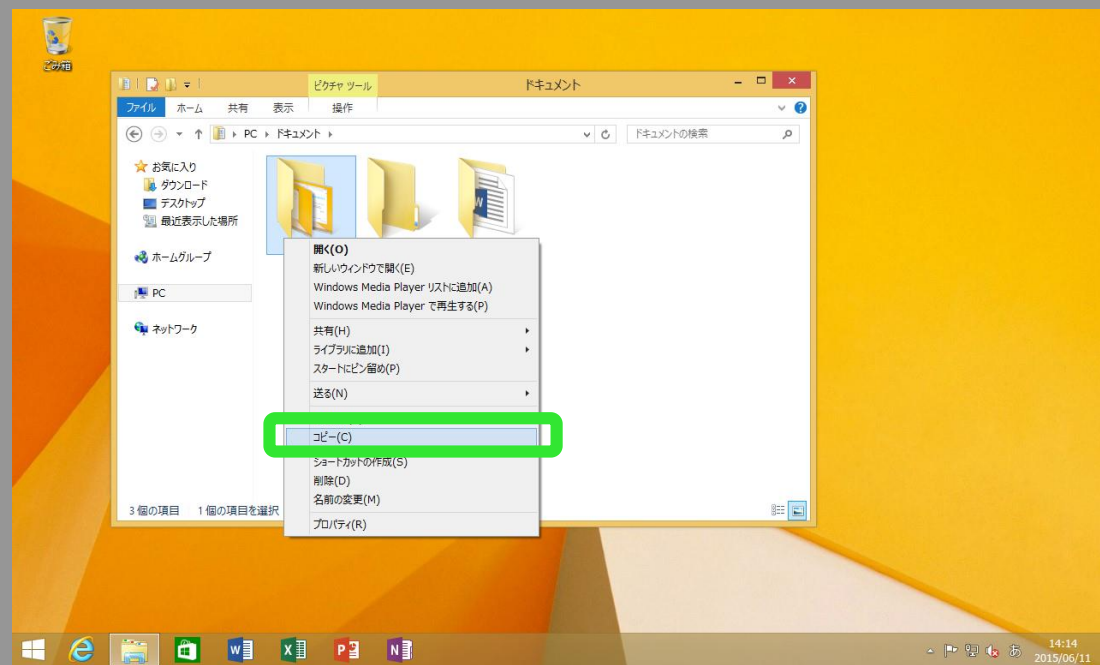 ごみ箱
ピクチャ ツール
ドキュメント
ファイル ホーム 共有 表示 操作
PC ドキュメント
ドキュメントの検索
お気に入り
ダウンロード
デスクトップ
最近表示した場所
ホームグループ
PC
ネットワーク
開く(O)
新しいウィンドウで開く(E)
Windows Media Player リストに追加(A)
Windows Media Player で再生する(P)
共有(H)
ライブラリに追加(I)
スタートにピン留め(P)
送る(N)
コピー(C)
ショートカットの作成(S)
削除(D)
名前の変更(M)
プロパティ(R)
3 個の項目 1 個の項目を選択
あ
14:14
2015/06/11